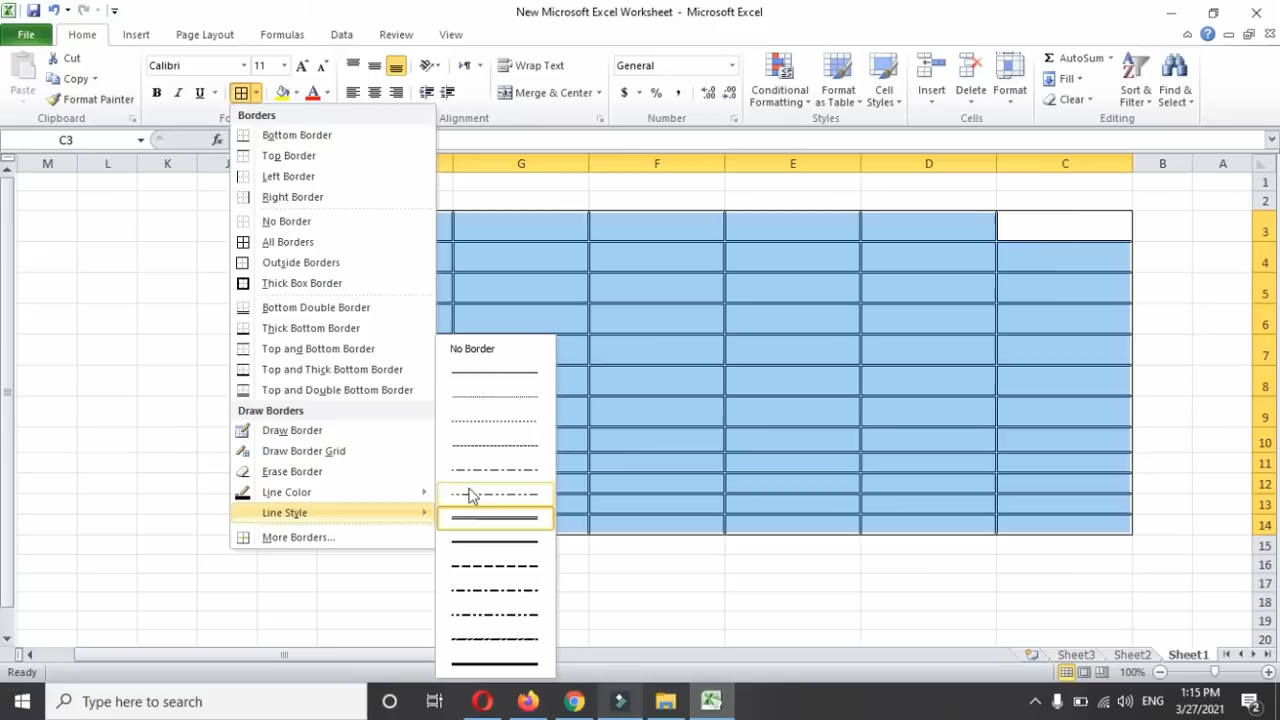 New Microsoft Excel Worksheet - Microsoft Excel
File Home Insert Page Layout Formulas Data Review View
Paste
Cut
Copy
Format Painter
Clipboard
Calibri 11
B I U A
General
Wrap Text
Merge & Center
Alignment
$ % ,
Number
Conditional Formatting
Format as Table
Cell Styles
Styles
Insert
Delete
Format
Cells
AutoSum
Fill
Clear
Sort & Filter
Find & Select
Editing
C3
fx
M L K G F E D C B A
Borders
Bottom Border
Top Border
Left Border
Right Border
No Border
All Borders
Outside Borders
Thick Box Border
Bottom Double Border
Thick Bottom Border
Top and Bottom Border
Top and Thick Bottom Border
Top and Double Bottom Border
Draw Borders
Draw Border
Draw Border Grid
Erase Border
Line Color
Line Style
More Borders...
No Border
1
2
3
4
5
6
7
8
9
10
11
12
13
14
15
16
17
18
19
20
Sheet3 Sheet2 Sheet1
Ready
100%
Type here to search
ENG
1:15 PM
3/27/2021
2